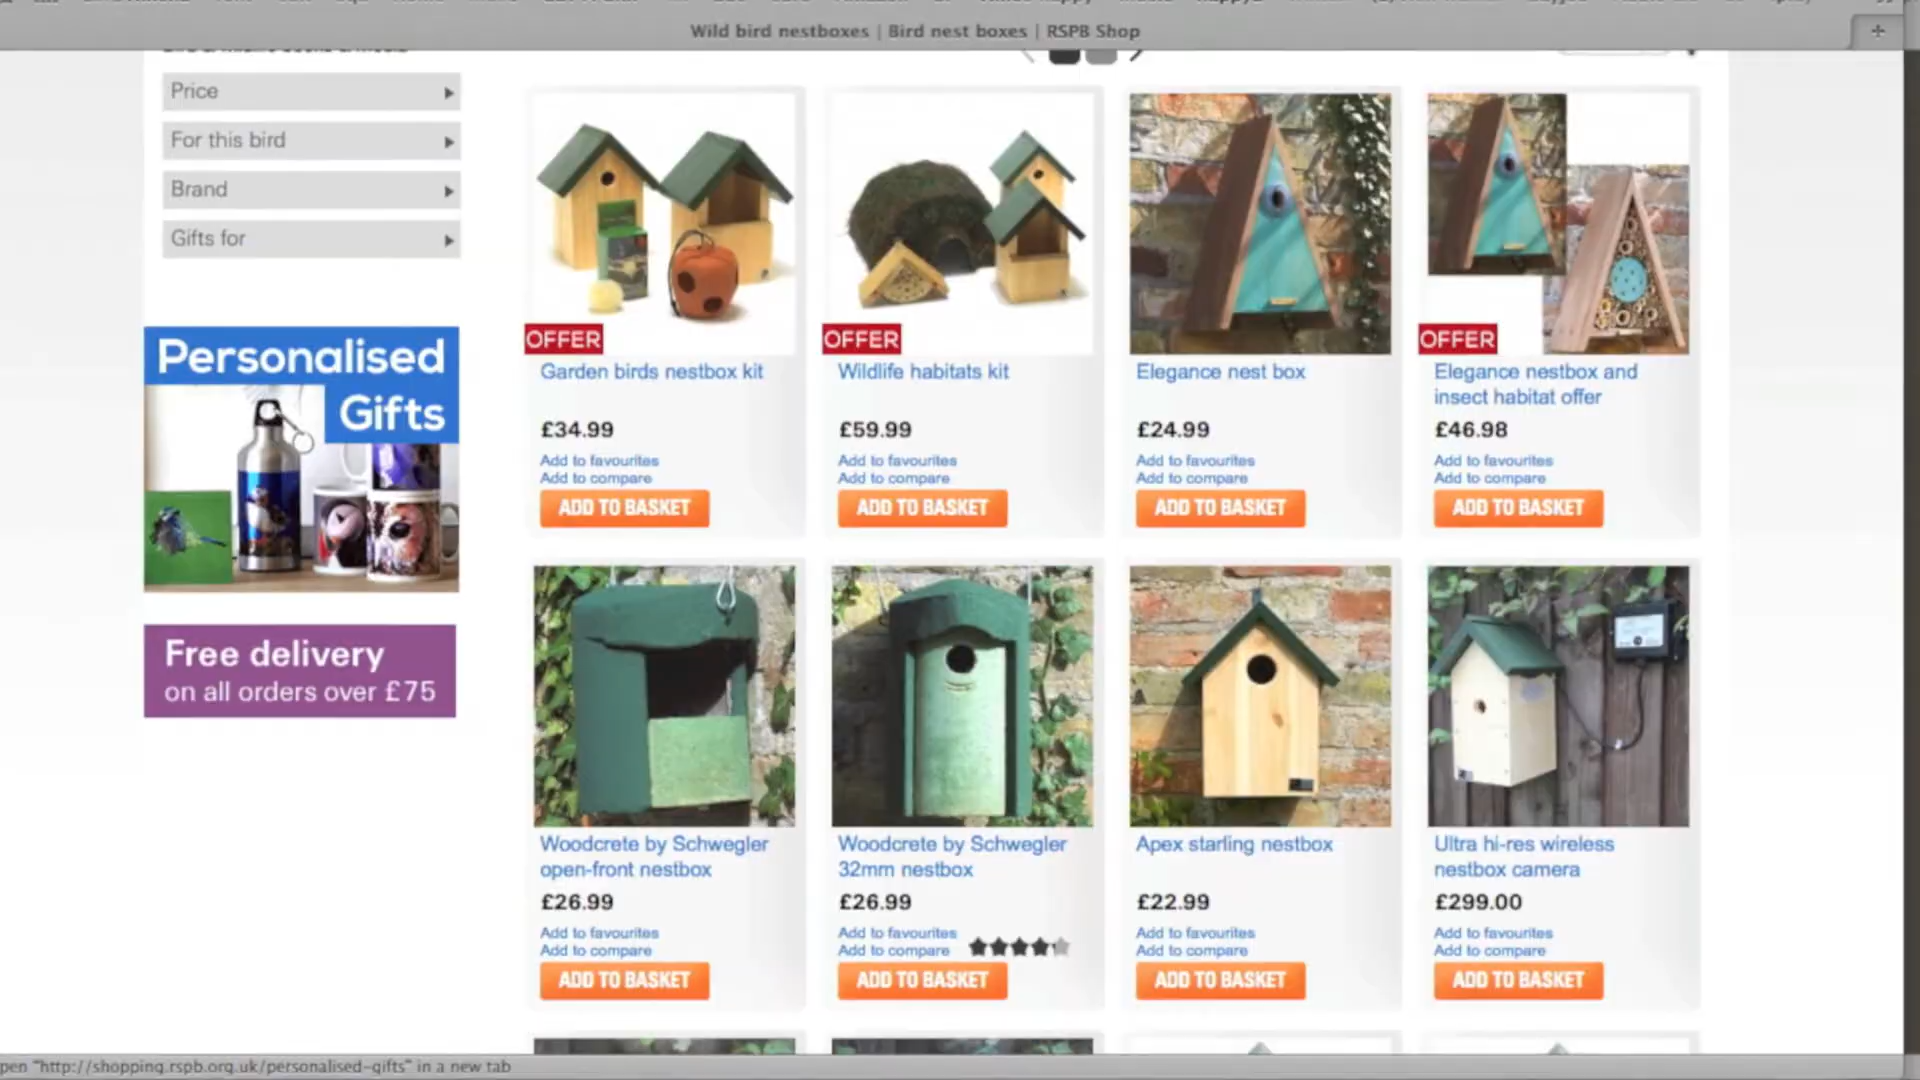 Wild bird nestboxes | Bird nest boxes | RSPB Shop
Price
For this bird
Brand
Gifts for
Personalised
Gifts
Free delivery
on all orders over £75
OFFER
OFFER
OFFER
Garden birds nestbox kit
Wildlife habitats kit
Elegance nest box
Elegance nestbox and
insect habitat offer
£34.99
£59.99
£24.99
£46.98
Add to favourites
Add to favourites
Add to favourites
Add to favourites
Add to compare
Add to compare
Add to compare
Add to compare
ADD TO BASKET
ADD TO BASKET
ADD TO BASKET
ADD TO BASKET
Woodcrete by Schwegler
open-front nestbox
Woodcrete by Schwegler
32mm nestbox
Apex starling nestbox
Ultra hi-res wireless
nestbox camera
£26.99
£26.99
£22.99
£299.00
Add to favourites
Add to favourites
Add to favourites
Add to favourites
Add to compare
Add to compare
Add to compare
Add to compare
ADD TO BASKET
ADD TO BASKET
ADD TO BASKET
ADD TO BASKET
pen "http://shopping.rspb.org.uk/personalised-gifts" in a new tab